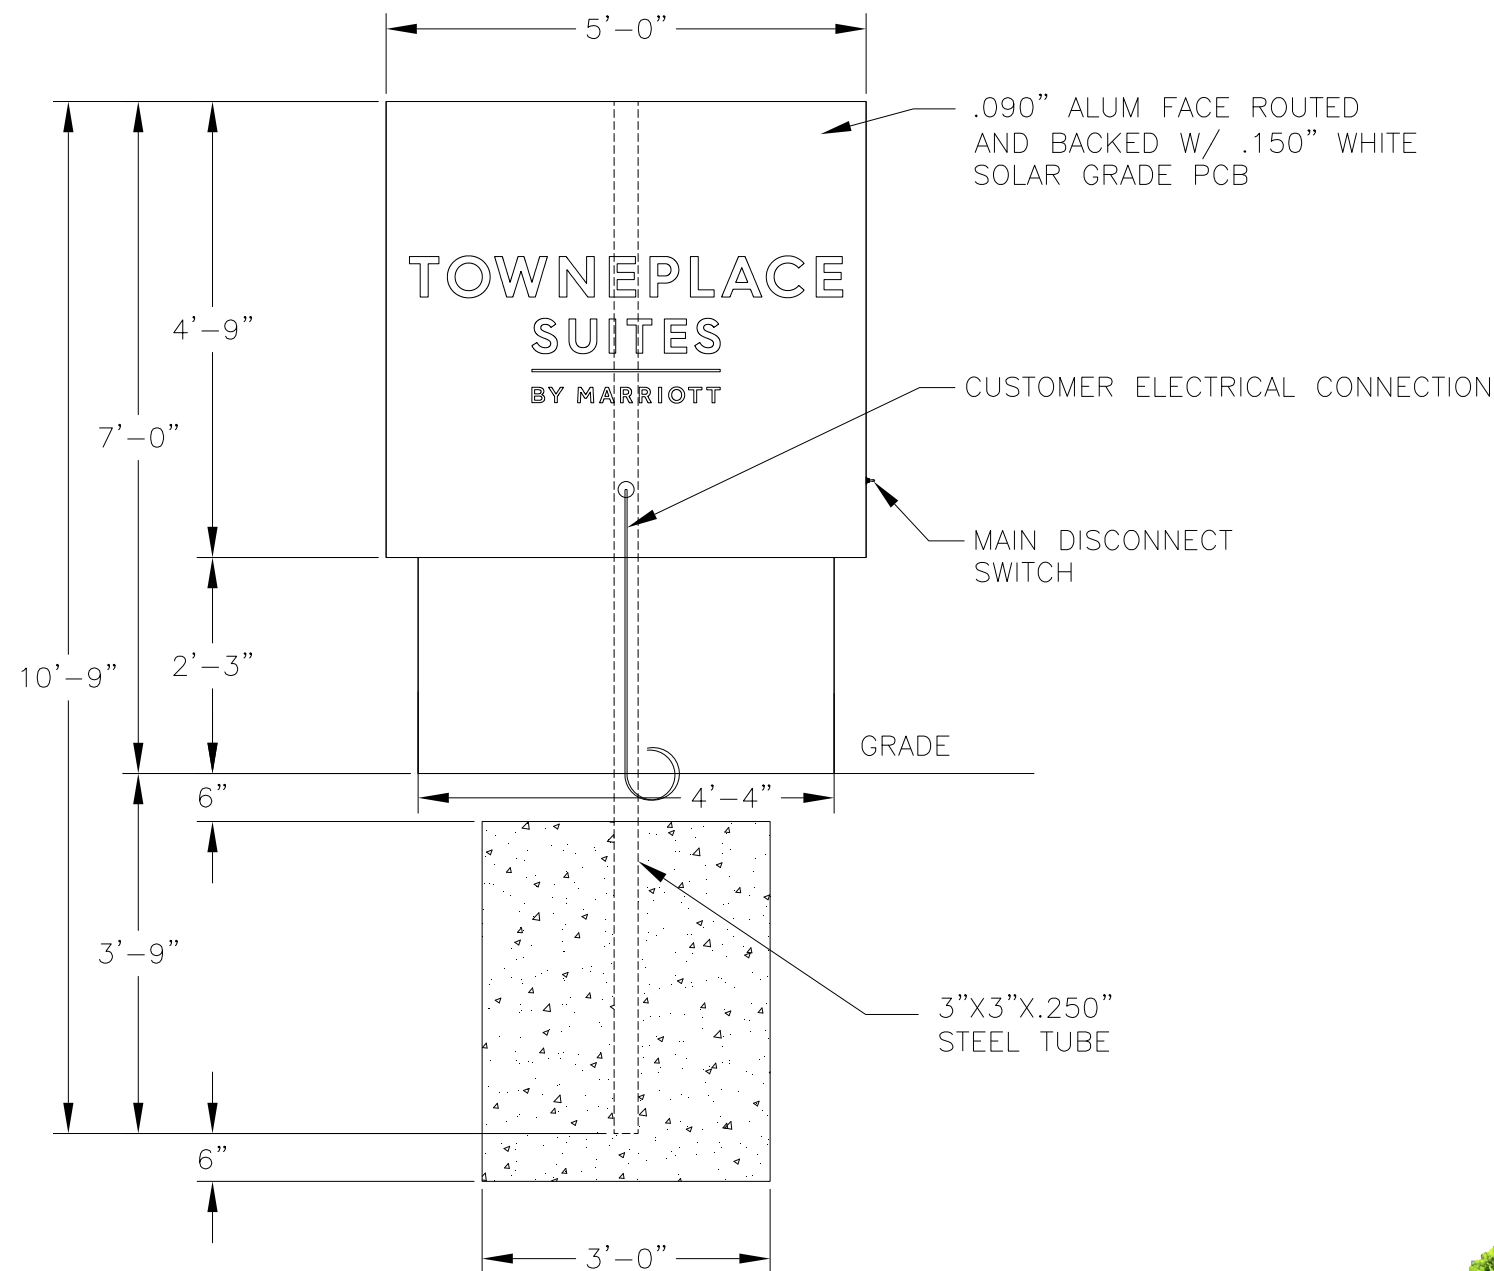 5’-0”
.090” ALUM FACE ROUTED
AND BACKED W/ .150” WHITE
SOLAR GRADE PCB
TOWNEPLACE
SUITES
BY MARRIOTT
4’-9”
CUSTOMER ELECTRICAL CONNECTION
7’-0”
MAIN DISCONNECT
SWITCH
10’-9”
2’-3”
GRADE
6”
4’-4”
3’-9”
3”X3”X.250”
STEEL TUBE
6”
3’-0”